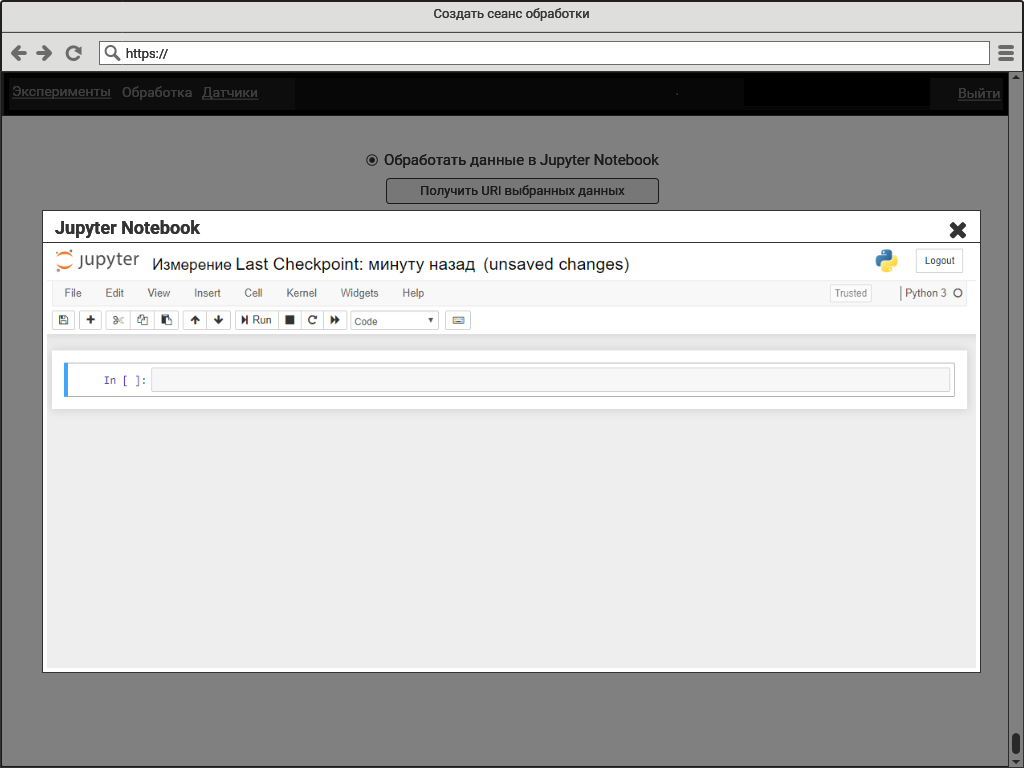 Создать сеанс обработки
https://
Эксперименты Обработка Датчики Выйти
Обработать данные в Jupyter Notebook
Получить URI выбранных данных
Jupyter Notebook
jupyter Измерение Last Checkpoint: минуту назад (unsaved changes) Logout
File Edit View Insert Cell Kernel Widgets Help Trusted Python 3
Run Code
In [ ]: